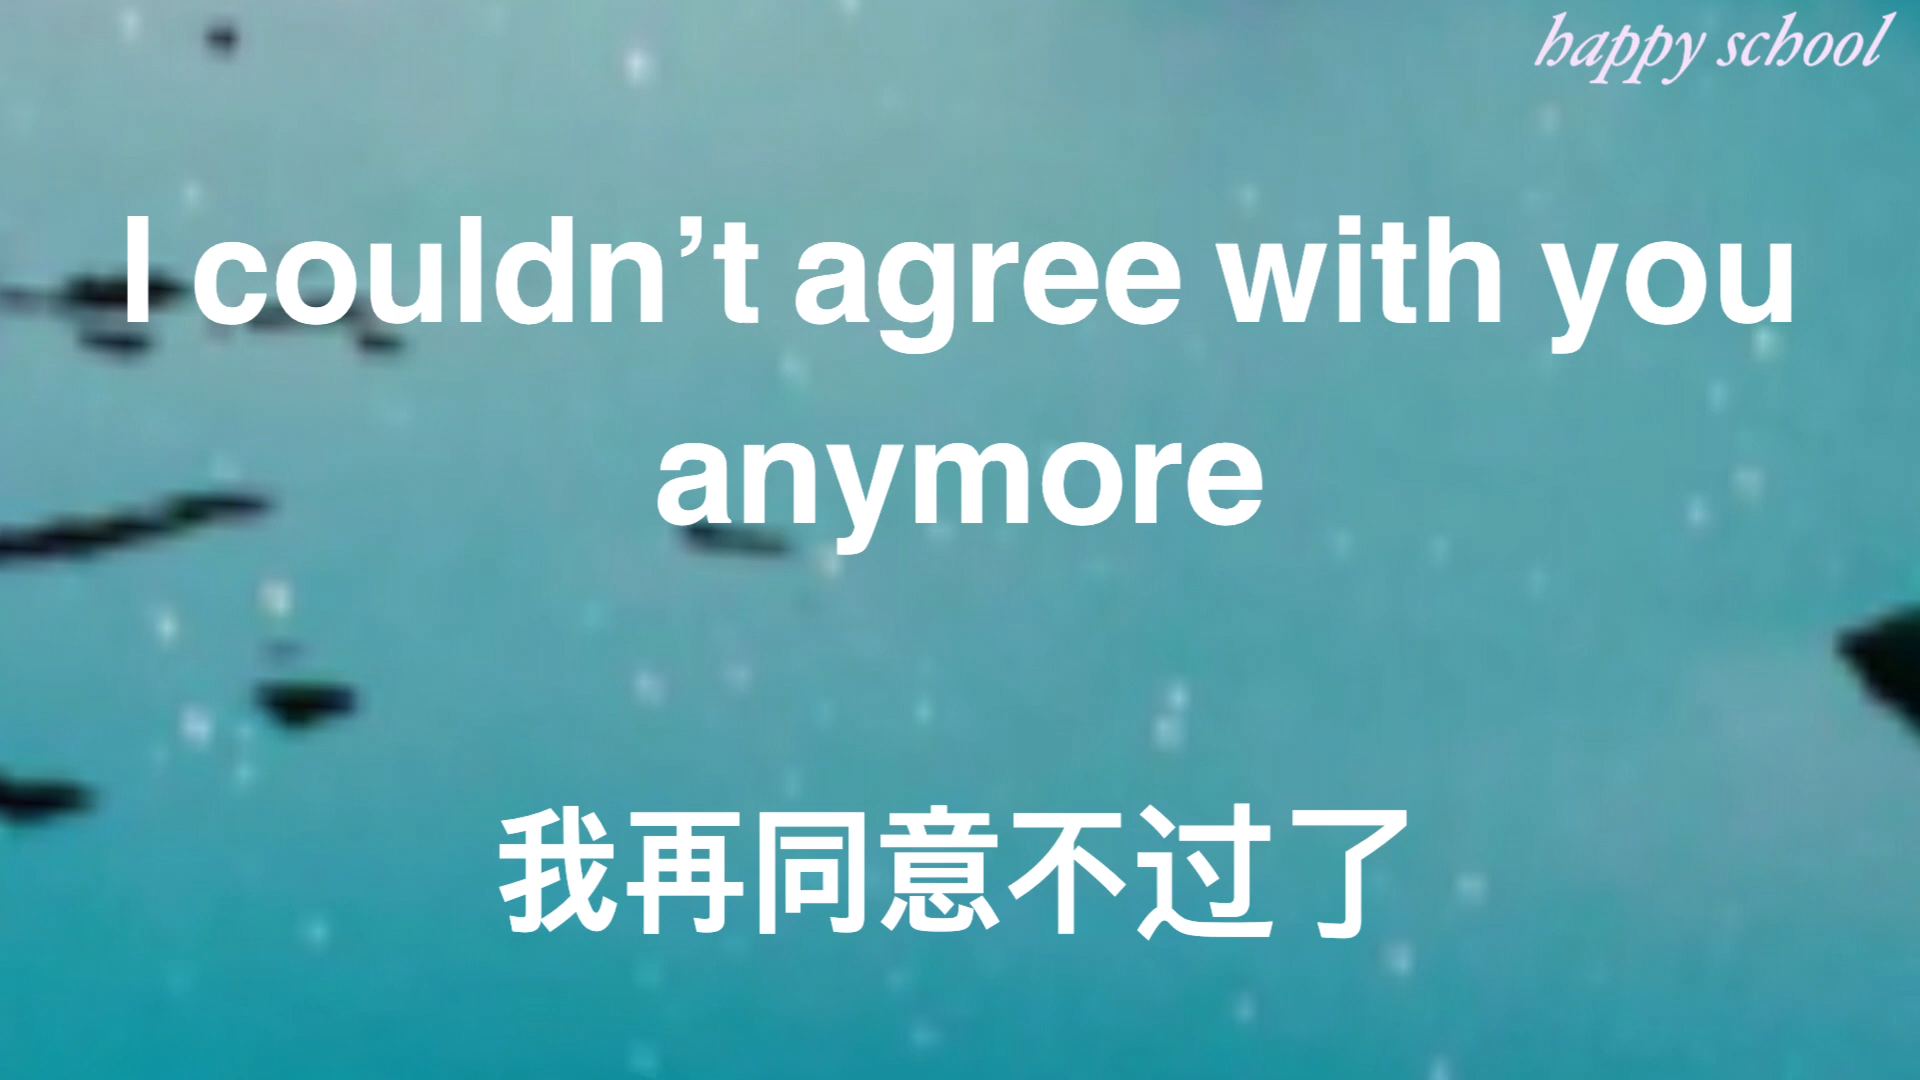 happy school
I couldn’t agree with you
anymore
我再同意不过了